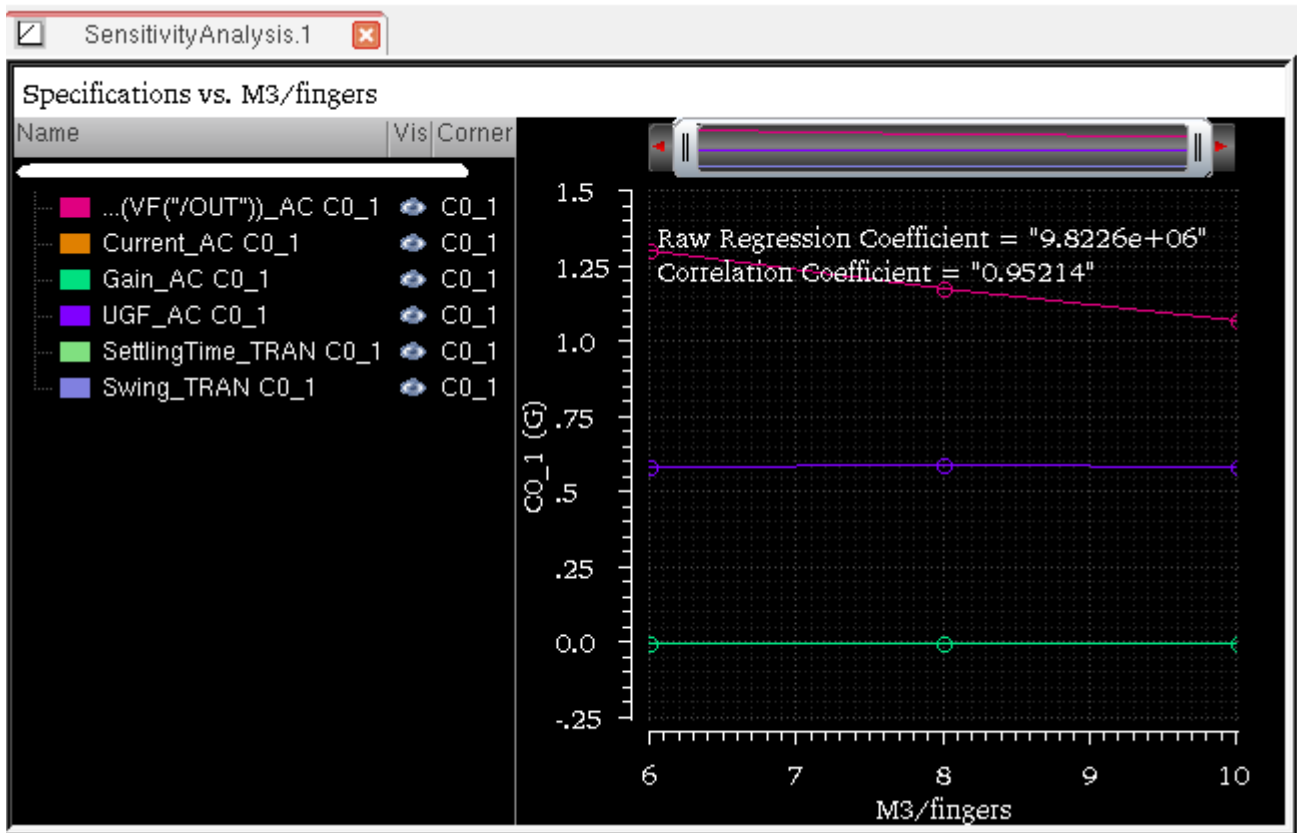 SensitivityAnalysis.1
Specifications vs. M3/fingers
Name Vis Corner
...(VF("/OUT"))_AC C0_1 C0_1
Current_AC C0_1 C0_1
Gain_AC C0_1 C0_1
UGF_AC C0_1 C0_1
SettlingTime_TRAN C0_1 C0_1
Swing_TRAN C0_1 C0_1
Raw Regression Coefficient = "9.8226e+06"
Correlation Coefficient = "0.95214"
C0_1 (G)
1.5
1.25
1.0
.75
.5
.25
0.0
-.25
6 7 8 9 10
M3/fingers